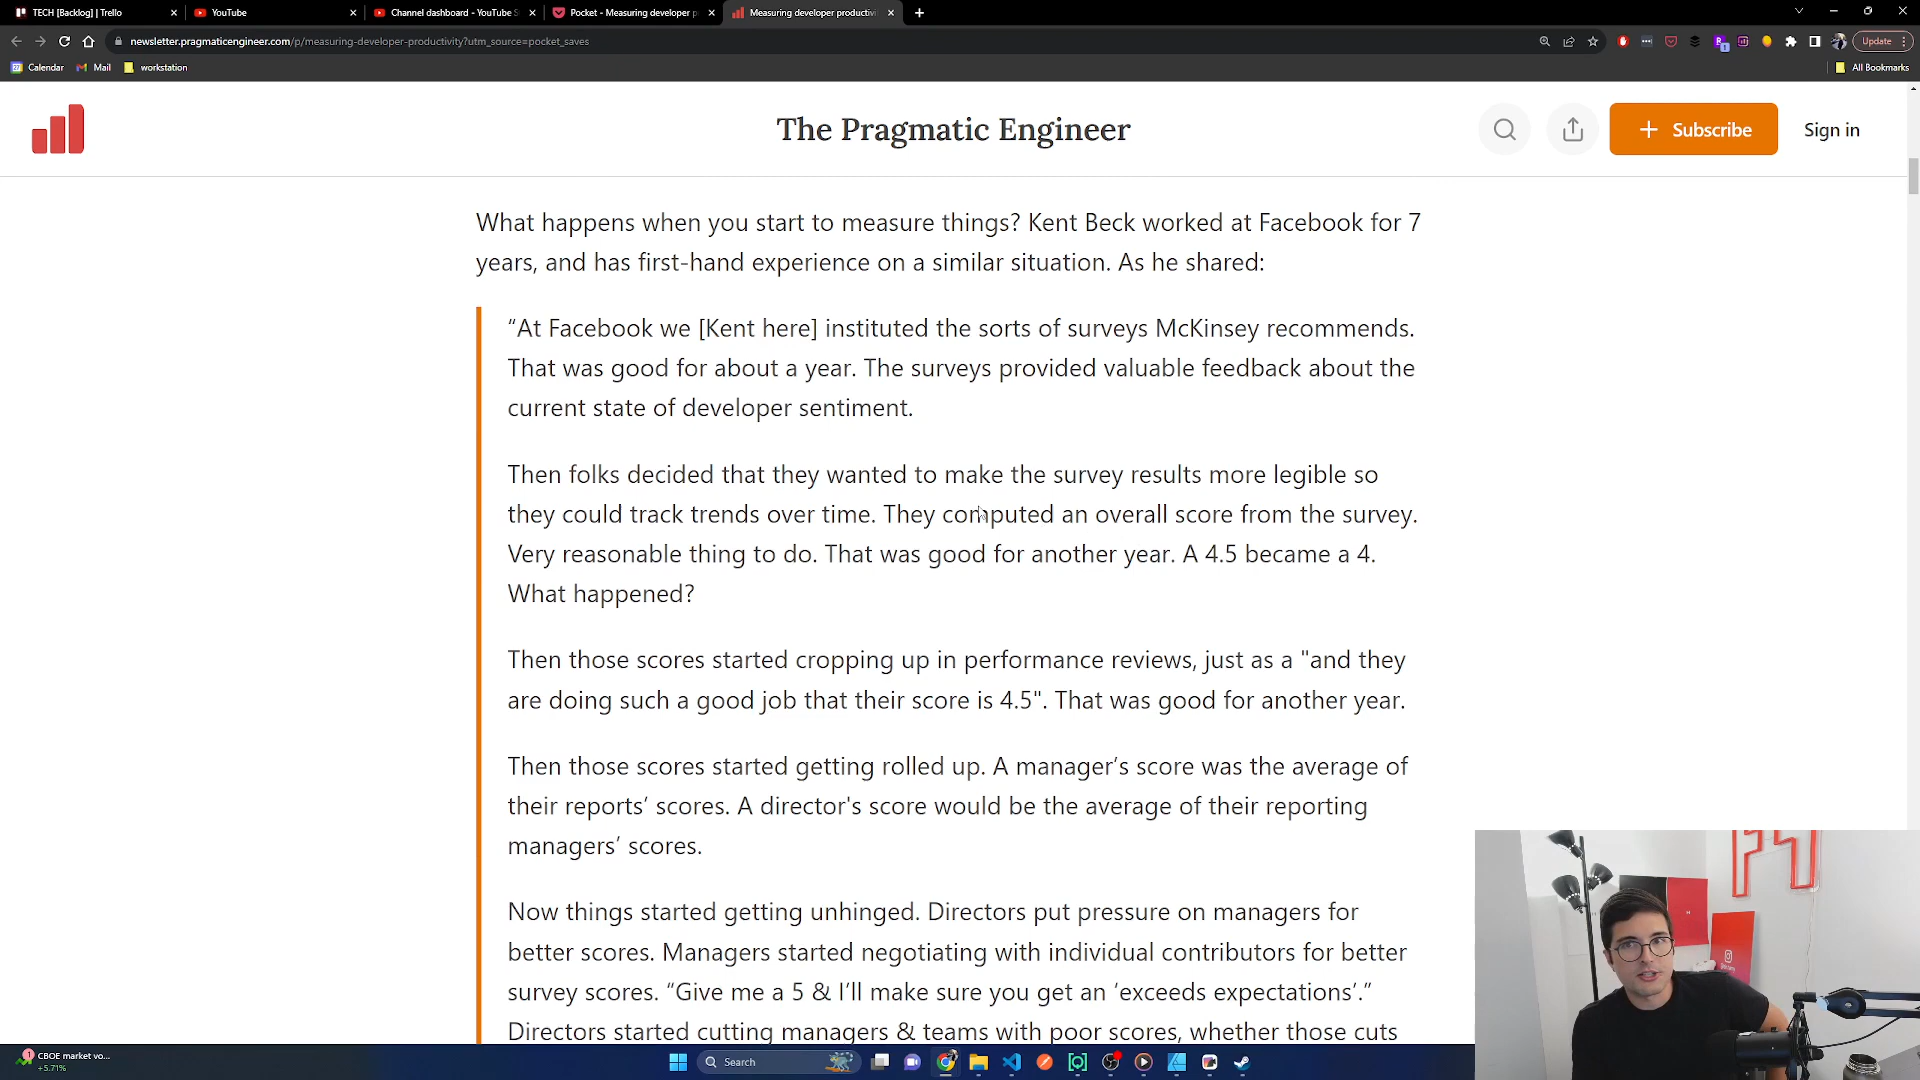 TECH [Backlog] | Trello
YouTube
Channel dashboard - YouTube S
Pocket - Measuring developer p
Measuring developer productivi
newsletter.pragmaticengineer.com/p/measuring-developer-productivity?utm_source=pocket_saves
Update
Calendar
Mail
workstation
All Bookmarks
The Pragmatic Engineer
Subscribe
Sign in
What happens when you start to measure things? Kent Beck worked at Facebook for 7
years, and has first-hand experience on a similar situation. As he shared:
“At Facebook we [Kent here] instituted the sorts of surveys McKinsey recommends.
That was good for about a year. The surveys provided valuable feedback about the
current state of developer sentiment.
Then folks decided that they wanted to make the survey results more legible so
they could track trends over time. They computed an overall score from the survey.
Very reasonable thing to do. That was good for another year. A 4.5 became a 4.
What happened?
Then those scores started cropping up in performance reviews, just as a "and they
are doing such a good job that their score is 4.5". That was good for another year.
Then those scores started getting rolled up. A manager’s score was the average of
their reports’ scores. A director's score would be the average of their reporting
managers’ scores.
Now things started getting unhinged. Directors put pressure on managers for
better scores. Managers started negotiating with individual contributors for better
survey scores. “Give me a 5 & I’ll make sure you get an ‘exceeds expectations’.”
Directors started cutting managers & teams with poor scores, whether those cuts
CBOE market vo...
+5.71%
Search